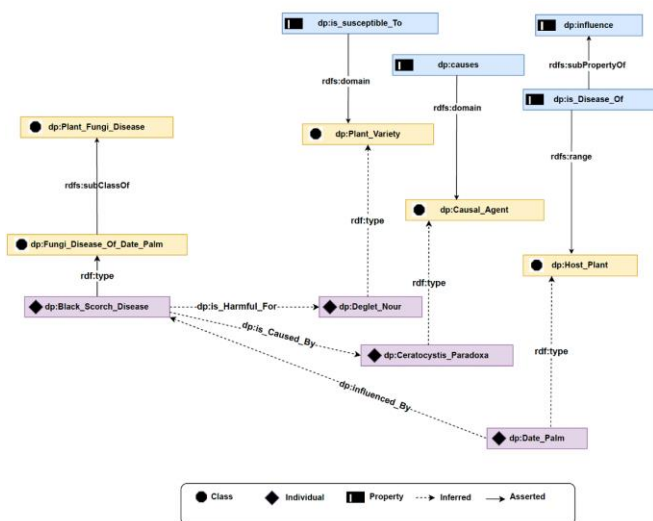 dp:is_susceptible_To
dp:influence
dp:causes
rdfs:subPropertyOf
rdfs:domain
dp:is_Disease_Of
rdfs:domain
dp:Plant_Fungi_Disease
dp:Plant_Variety
rdfs:range
rdfs:subClassOf
rdf:type
dp:Causal_Agent
dp:Fungi_Disease_Of_Date_Palm
dp:Host_Plant
rdf:type
rdf:type
dp:Black_Scorch_Disease
dp:is_Harmful_For
dp:Deglet_Nour
dp:is_Caused_By
rdf:type
dp:Ceratocystis_Paradoxa
dp:Influenced_By
dp:Date_Palm
Class
Individual
Property
Inferred
Asserted